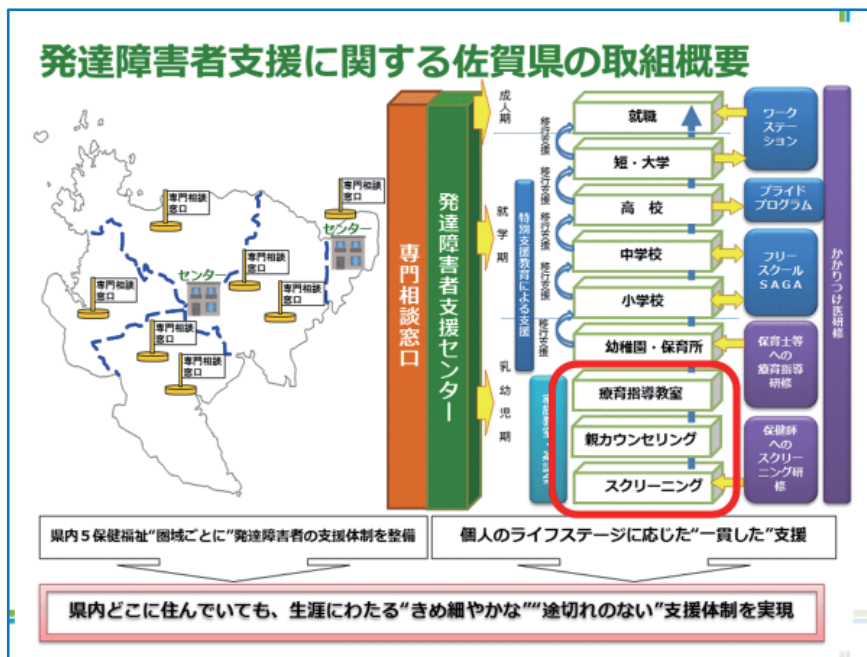 発達障害者支援に関する佐賀県の取組概要
専門相談
窓口
専門相談
窓口
センター
専門相談
窓口
専門相談
窓口
センター
専門相談
窓口
専門相談
窓口
専門相談
窓口
専門相談窓口
発達障害者支援センター
成人期
就学期
乳幼児期
特別支援教育による支援
移行支援
移行支援
移行支援
移行支援
移行支援
就職
短・大学
高 校
中学校
小学校
幼稚園・保育所
療育指導教室
親カウンセリング
スクリーニング
ワーク
ステー
ション
プライド
プログラム
フリー
スクール
SAGA
保育士等
への
療育指導
研修
保健師
への
スクリー
ニング研
修
かかりつけ医研修
県内5保健福祉“圏域ごとに”発達障害者の支援体制を整備
個人のライフステージに応じた“一貫した”支援
県内どこに住んでいても、生涯にわたる“きめ細やかな”“途切れのない”支援体制を実現